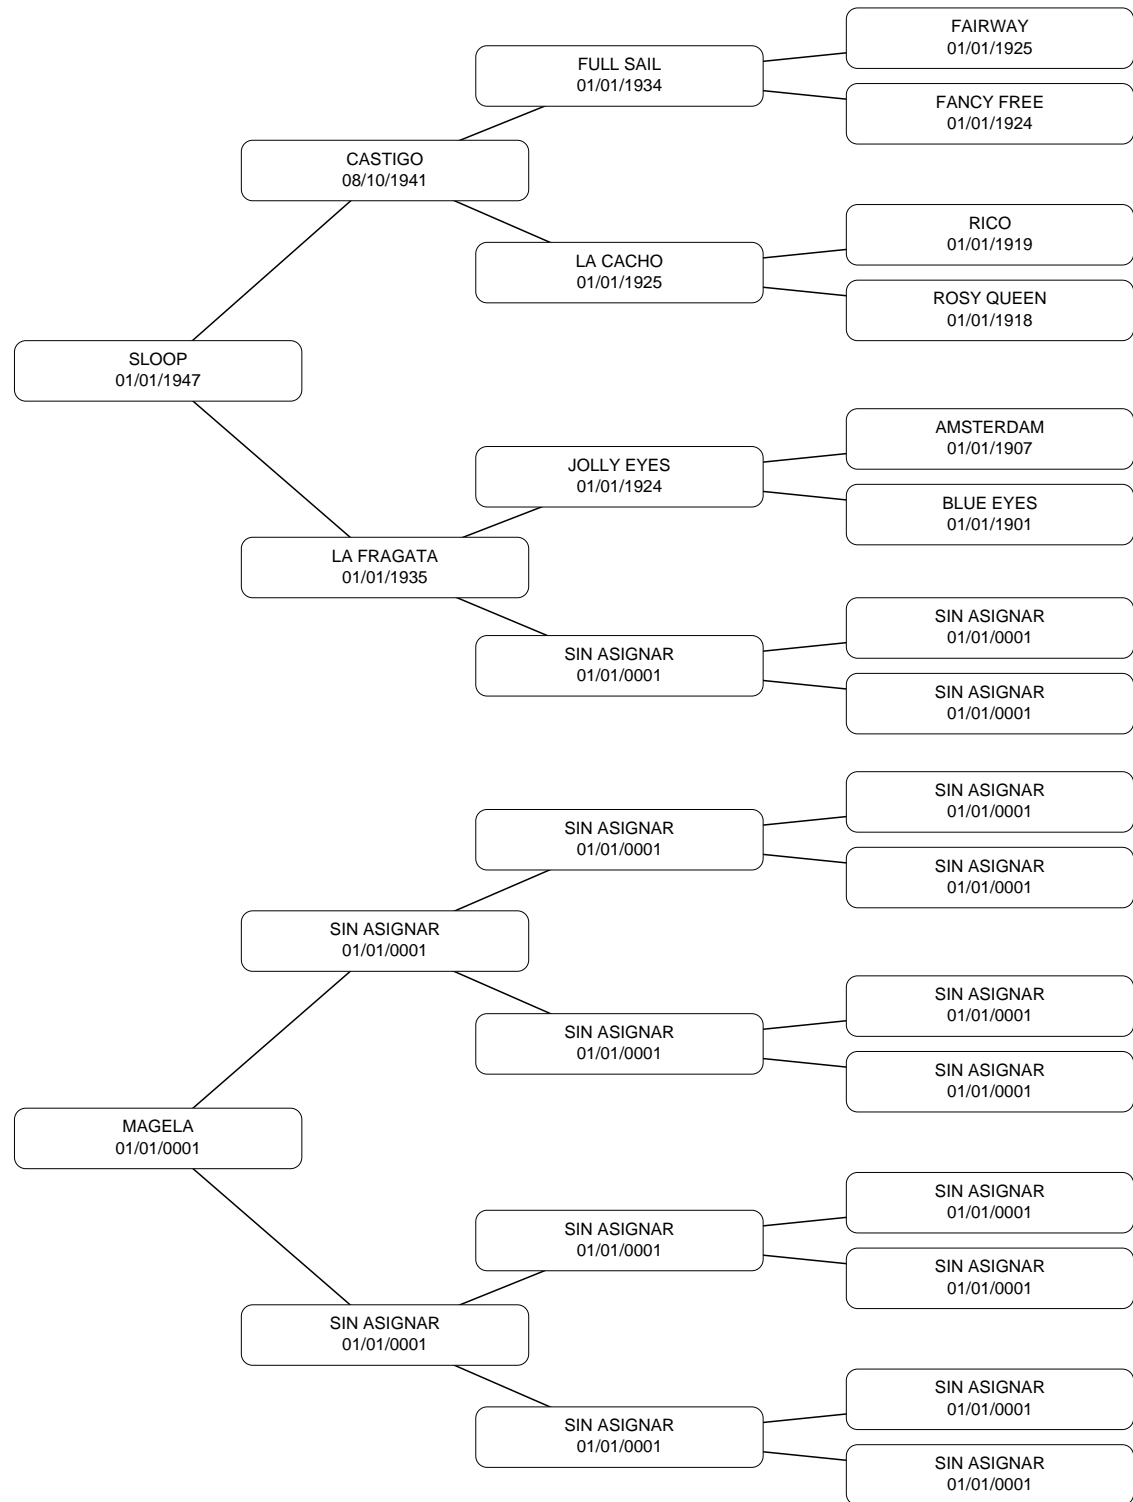 FAIRWAY
01/01/1925
FULL SAIL
01/01/1934
FANCY FREE
01/01/1924
CASTIGO
08/10/1941
RICO
01/01/1919
LA CACHO
01/01/1925
ROSY QUEEN
01/01/1918
SLOOP
01/01/1947
AMSTERDAM
01/01/1907
JOLLY EYES
01/01/1924
BLUE EYES
01/01/1901
LA FRAGATA
01/01/1935
SIN ASIGNAR
01/01/0001
SIN ASIGNAR
01/01/0001
SIN ASIGNAR
01/01/0001
SIN ASIGNAR
01/01/0001
SIN ASIGNAR
01/01/0001
SIN ASIGNAR
01/01/0001
SIN ASIGNAR
01/01/0001
SIN ASIGNAR
01/01/0001
SIN ASIGNAR
01/01/0001
SIN ASIGNAR
01/01/0001
MAGELA
01/01/0001
SIN ASIGNAR
01/01/0001
SIN ASIGNAR
01/01/0001
SIN ASIGNAR
01/01/0001
SIN ASIGNAR
01/01/0001
SIN ASIGNAR
01/01/0001
SIN ASIGNAR
01/01/0001
SIN ASIGNAR
01/01/0001